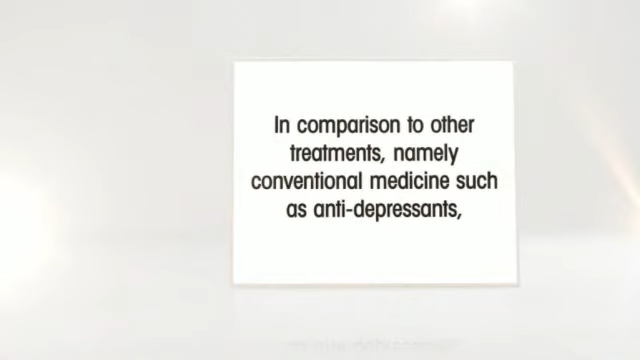 In comparison to other
treatments, namely
conventional medicine such
as anti-depressants,